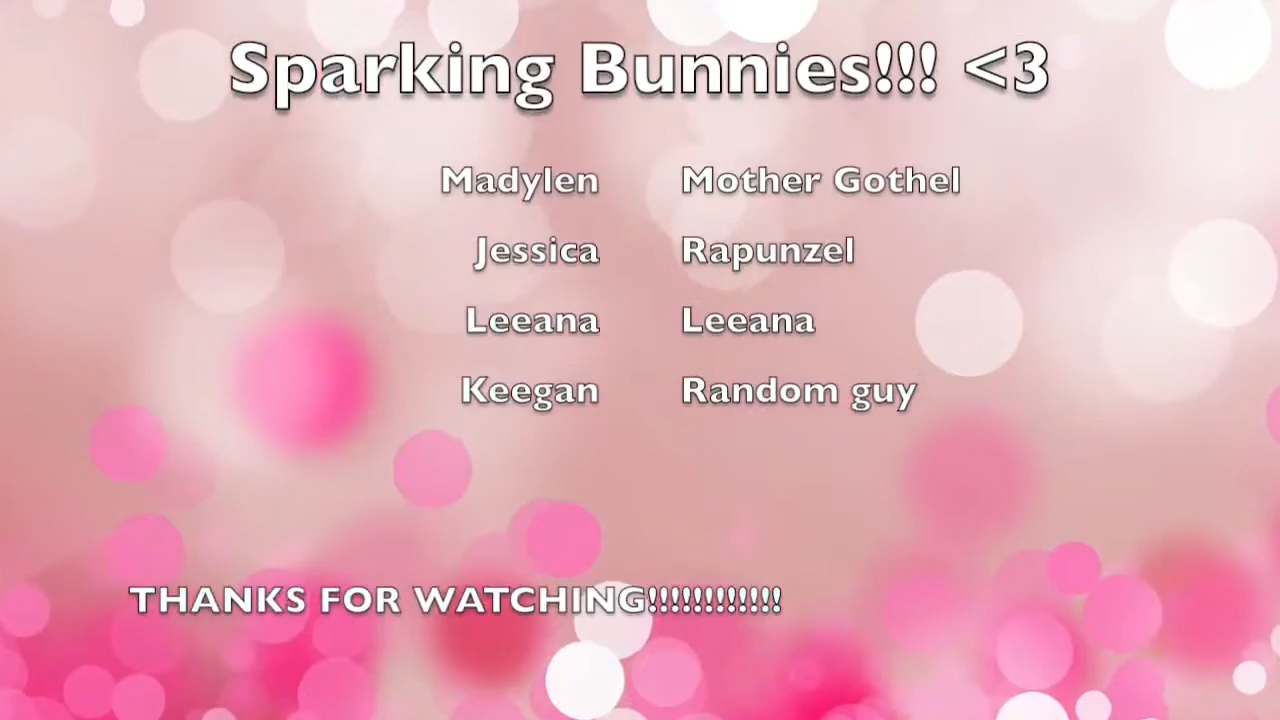 Sparking Bunnies!!! <3
Madylen Mother Gothel
Jessica Rapunzel
Leeana Leeana
Keegan Random guy
THANKS FOR WATCHING!!!!!!!!!!!!